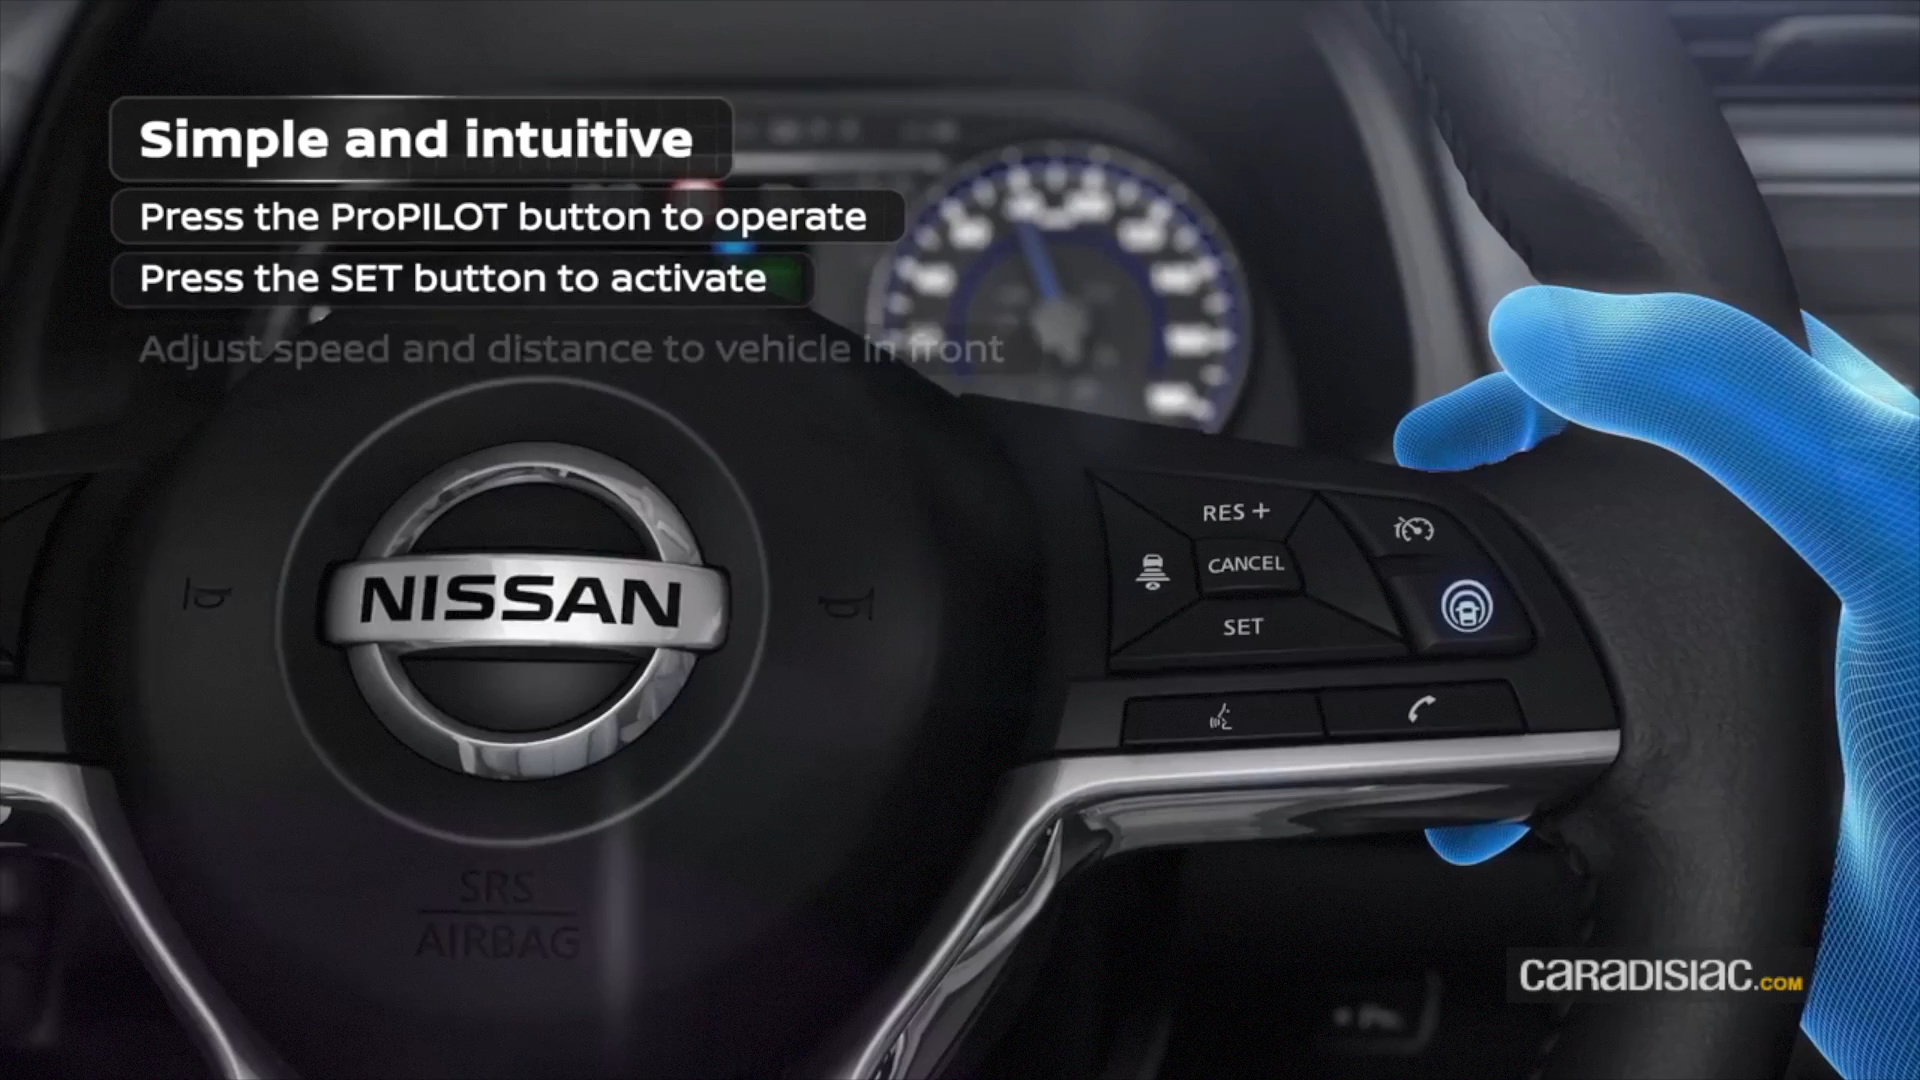 Simple and intuitive
Press the ProPILOT button to operate
Press the SET button to activate
Adjust speed and distance to vehicle in front
RES +
CANCEL
SET
NISSAN
SRS
AIRBAG
CARADISIAC.COM